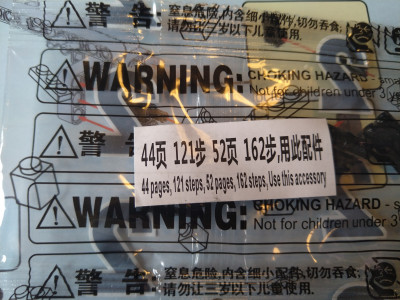 警告: 窒息危险,内含细小配件,切勿吞食,
请勿让三岁以下儿童使用.
WARNING: CHOKING HAZARD -
Not for children under 3
44页 121步 52页 162步,用此配件
44 pages, 121 steps, 52 pages, 162 steps, Use this accessory
WARNING: CHOKING HAZARD -
Not for children under 3
警告: 窒息危险,内含细小配件,切勿吞食,
请勿让三岁以下儿童使用.